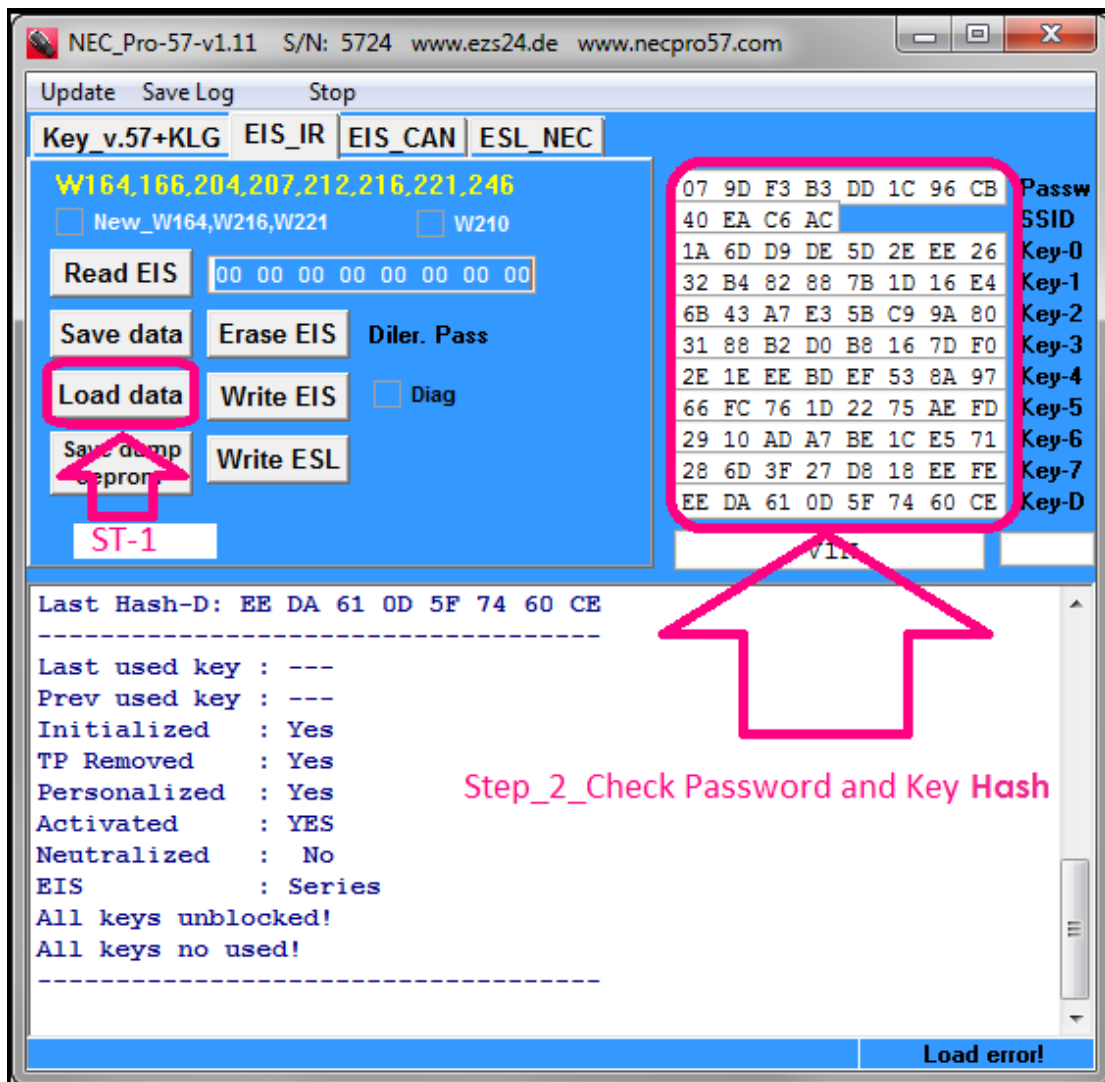 NEC_Pro-57-v1.11 S/N: 5724 www.ezs24.de www.necpro57.com
Update Save Log Stop
Key_v.57+KLG EIS_IR EIS_CAN ESL_NEC
W164,166,204,207,212,216,221,246
New_W164,W216,W221 W210
Read EIS 00 00 00 00 00 00 00 00
Save data Erase EIS Diler. Pass
Load data Write EIS Diag
Save dump Write ESL
ST-1
07 9D F3 B3 DD 1C 96 CB Passw
40 EA C6 AC SSID
1A 6D D9 DE 5D 2E EE 26 Key-0
32 B4 82 88 7B 1D 16 E4 Key-1
6B 43 A7 E3 5B C9 9A 80 Key-2
31 88 B2 D0 B8 16 7D F0 Key-3
2E 1E EE BD EF 53 8A 97 Key-4
66 FC 76 1D 22 75 AE FD Key-5
29 10 AD A7 BE 1C E5 71 Key-6
28 6D 3F 27 D8 18 EE FE Key-7
EE DA 61 0D 5F 74 60 CE Key-D
Last Hash-D: EE DA 61 0D 5F 74 60 CE
------------------------------------
Last used key : ---
Prev used key : ---
Initialized : Yes
TP Removed : Yes
Personalized : Yes
Activated : YES
Neutralized : No
EIS : Series
All keys unblocked!
All keys no used!
------------------------------------
Step_2_Check Password and Key Hash
Load error!